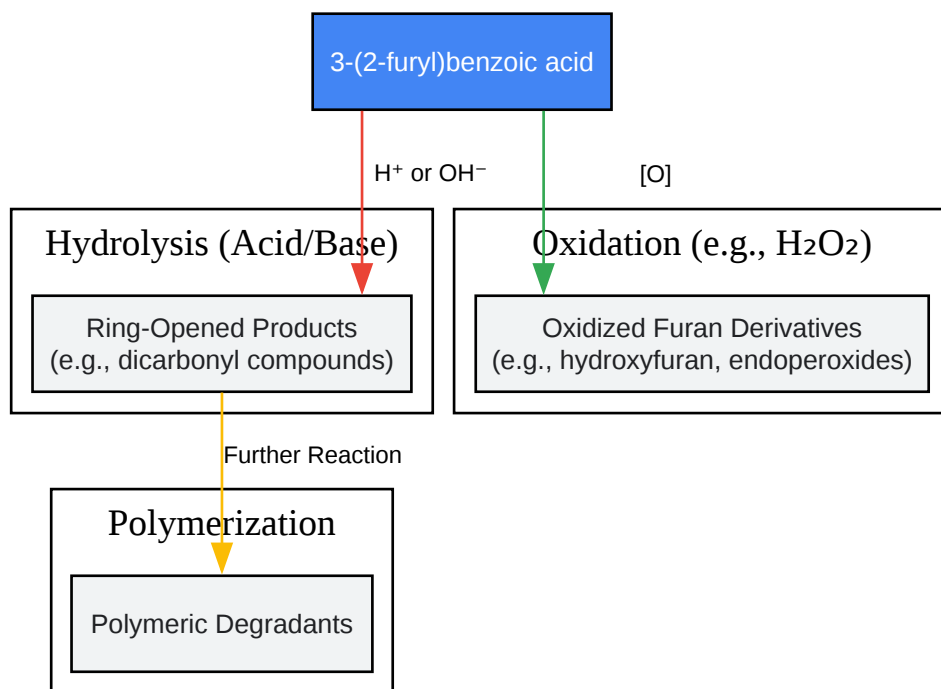 3-(2-furyl)benzoic acid
H⁺ or OH⁻
[O]
Hydrolysis (Acid/Base)
Oxidation (e.g., H₂O₂)
Ring-Opened Products
(e.g., dicarbonyl compounds)
Oxidized Furan Derivatives
(e.g., hydroxyfuran, endoperoxides)
Further Reaction
Polymerization
Polymeric Degradants